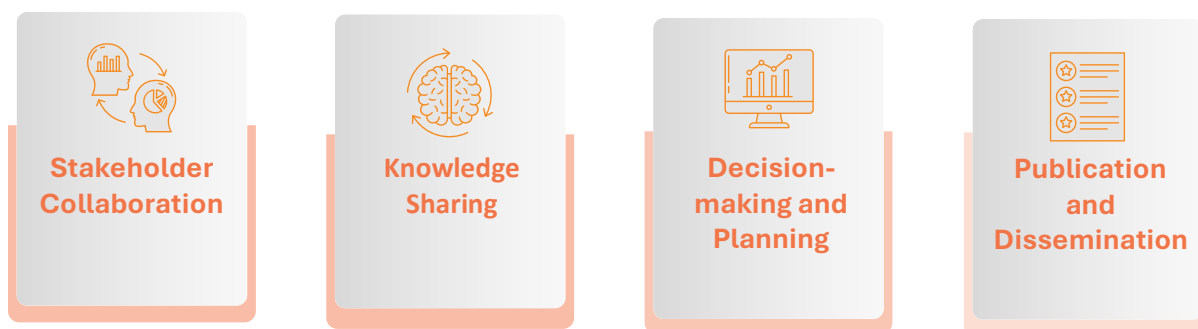 Stakeholder
Collaboration
Knowledge
Sharing
Decision-
making and
Planning
Publication
and
Dissemination